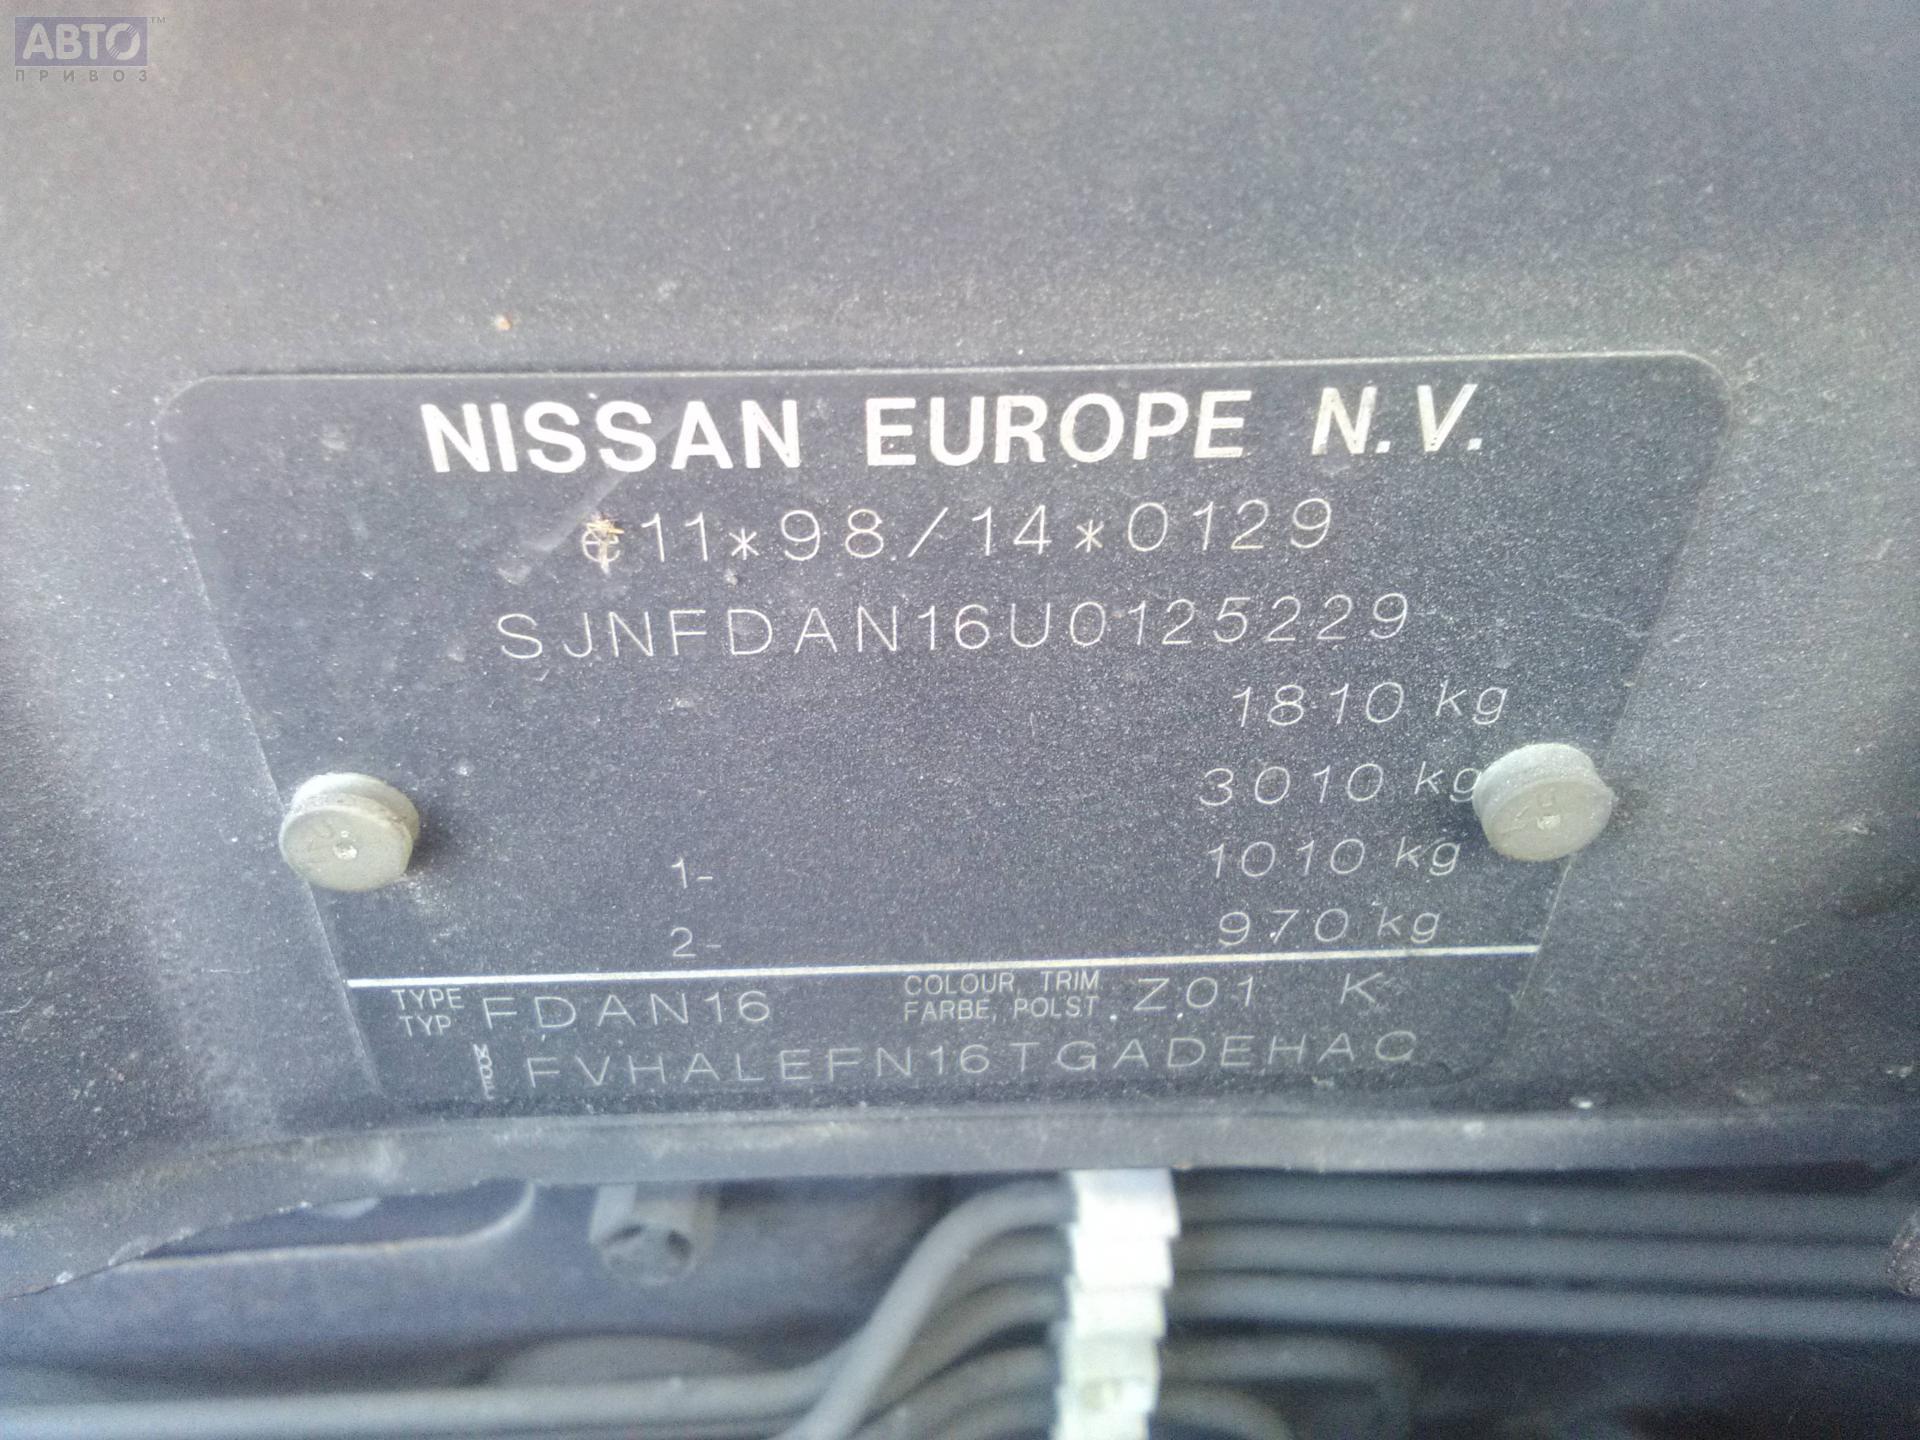 АВТО™
ПРИВОЗ
NISSAN EUROPE N.V.
e11*98/14*0129
SJNFDAN16U0125229
1810 kg
3010 kg
1- 1010 kg
2- 970 kg
TYPE TYP FDAN16 COLOUR, TRIM FARBE, POLST. Z01 K
MODEL FVHALEFN16TGADEHAC